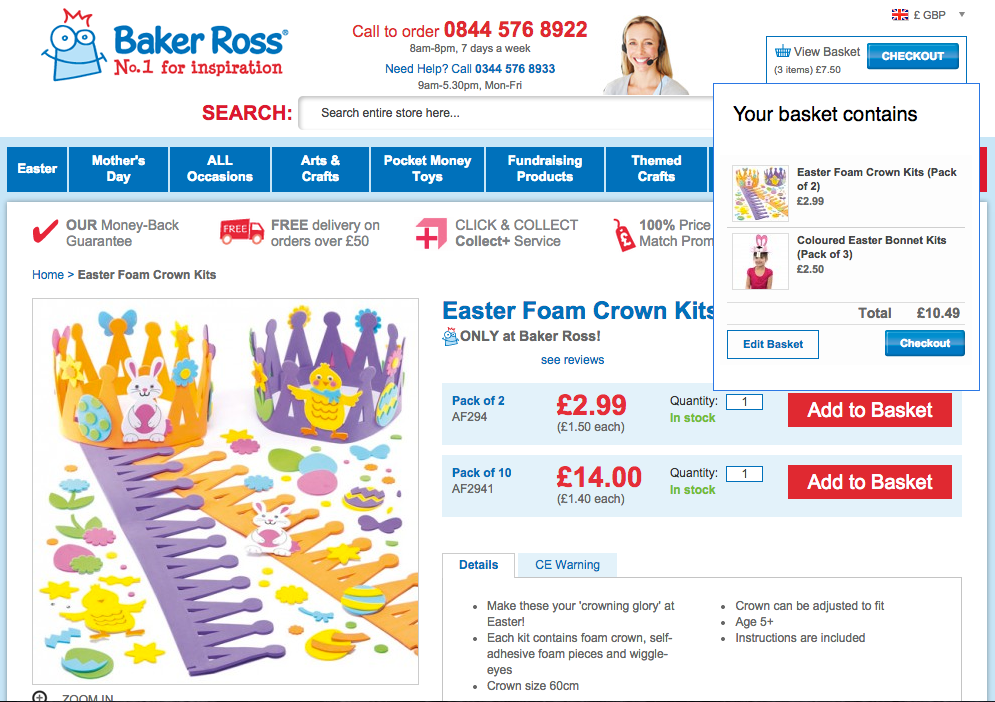 £ GBP
Baker Ross®
No.1 for inspiration
Call to order 0844 576 8922
8am-8pm, 7 days a week
Need Help? Call 0344 576 8933
9am-5.30pm, Mon-Fri
View Basket
(3 items) £7.50
CHECKOUT
SEARCH:
Search entire store here...
Your basket contains
Easter Foam Crown Kits (Pack
of 2)
£2.99
Coloured Easter Bonnet Kits
(Pack of 3)
£2.50
Total £10.49
Edit Basket
Checkout
Easter
Mother's
Day
ALL
Occasions
Arts &
Crafts
Pocket Money
Toys
Fundraising
Products
Themed
Crafts
OUR Money-Back
Guarantee
FREE
FREE delivery on
orders over £50
CLICK & COLLECT
Collect+ Service
£
100% Price
Match Prom
Home > Easter Foam Crown Kits
Easter Foam Crown Kits
ONLY at Baker Ross!
see reviews
Pack of 2
AF294
£2.99
(£1.50 each)
Quantity: 1
In stock
Add to Basket
Pack of 10
AF2941
£14.00
(£1.40 each)
Quantity: 1
In stock
Add to Basket
Details
CE Warning
• Make these your 'crowning glory' at
Easter!
• Each kit contains foam crown, self-
adhesive foam pieces and wiggle-
eyes
• Crown size 60cm
• Crown can be adjusted to fit
• Age 5+
• Instructions are included
ZOOM IN